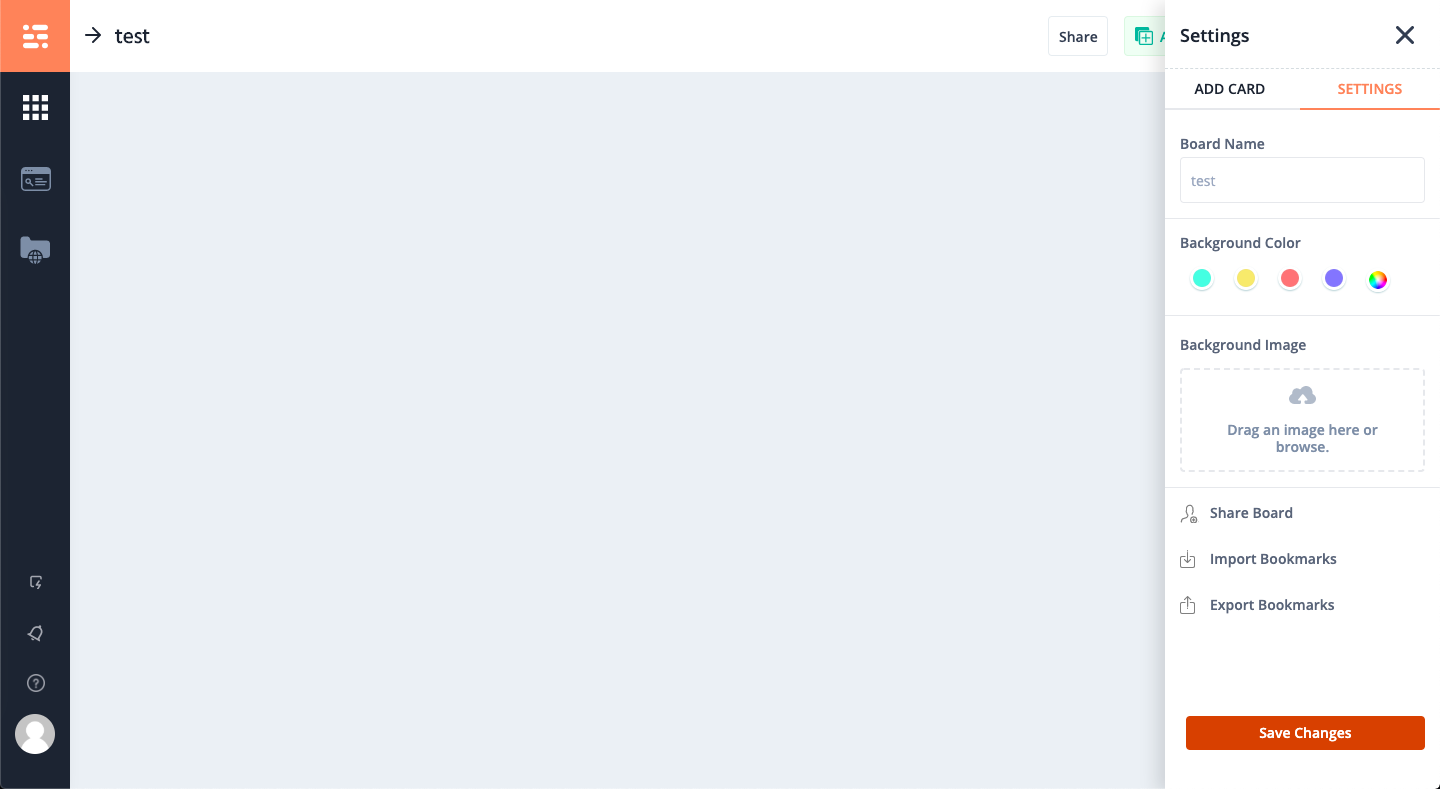 test
Share
A
Settings
ADD CARD
SETTINGS
Board Name
test
Background Color
Background Image
Drag an image here or
browse.
Share Board
Import Bookmarks
Export Bookmarks
Save Changes